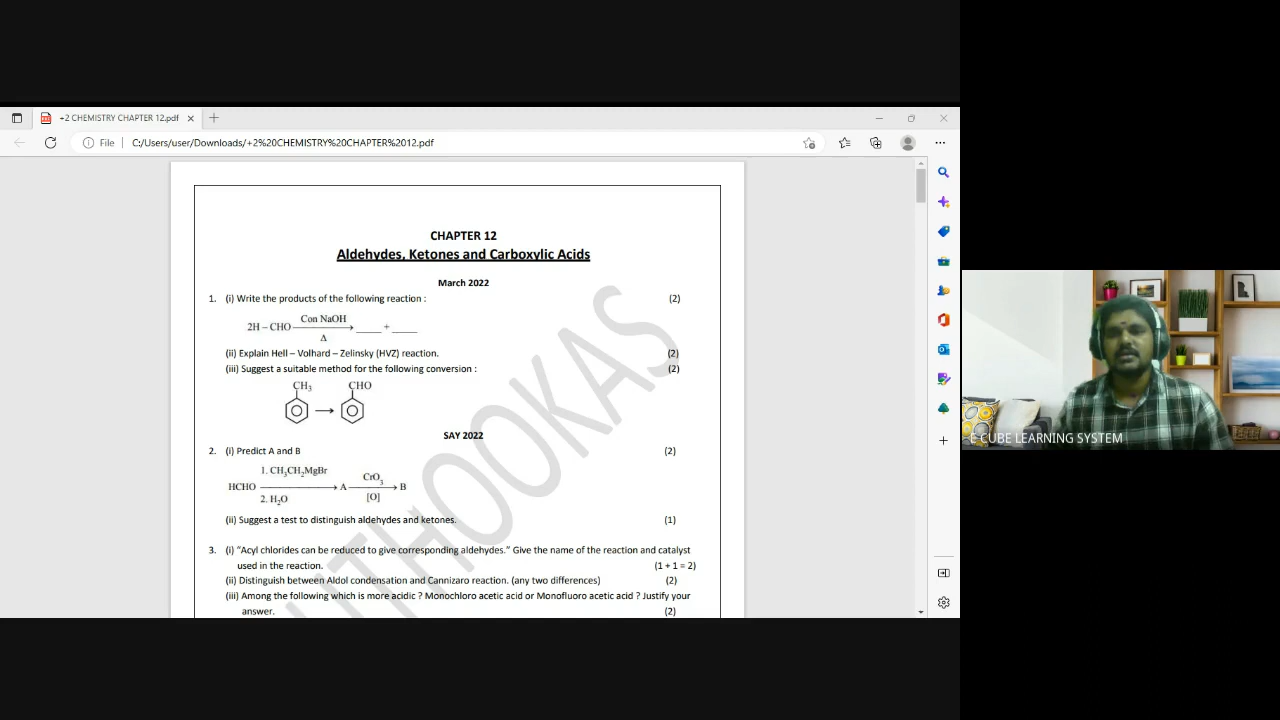 +2 CHEMISTRY CHAPTER 12.pdf
File C:/Users/user/Downloads/+2%20CHEMISTRY%20CHAPTER%2012.pdf
CHAPTER 12
Aldehydes, Ketones and Carboxylic Acids
March 2022
1. (i) Write the products of the following reaction : (2)
Con NaOH
2H – CHO ⟶ ____ + ____
Δ
(ii) Explain Hell – Volhard – Zelinsky (HVZ) reaction. (2)
(iii) Suggest a suitable method for the following conversion : (2)
CH₃ CHO
SAY 2022
2. (i) Predict A and B (2)
1. CH₃CH₂MgBr CrO₃
HCHO ⟶ A ⟶ B
2. H₂O [O]
(ii) Suggest a test to distinguish aldehydes and ketones. (1)
3. (i) “Acyl chlorides can be reduced to give corresponding aldehydes.” Give the name of the reaction and catalyst
used in the reaction. (1 + 1 = 2)
(ii) Distinguish between Aldol condensation and Cannizaro reaction. (any two differences) (2)
(iii) Among the following which is more acidic ? Monochloro acetic acid or Monofluoro acetic acid ? Justify your
answer. (2)
CUBE LEARNING SYSTEM